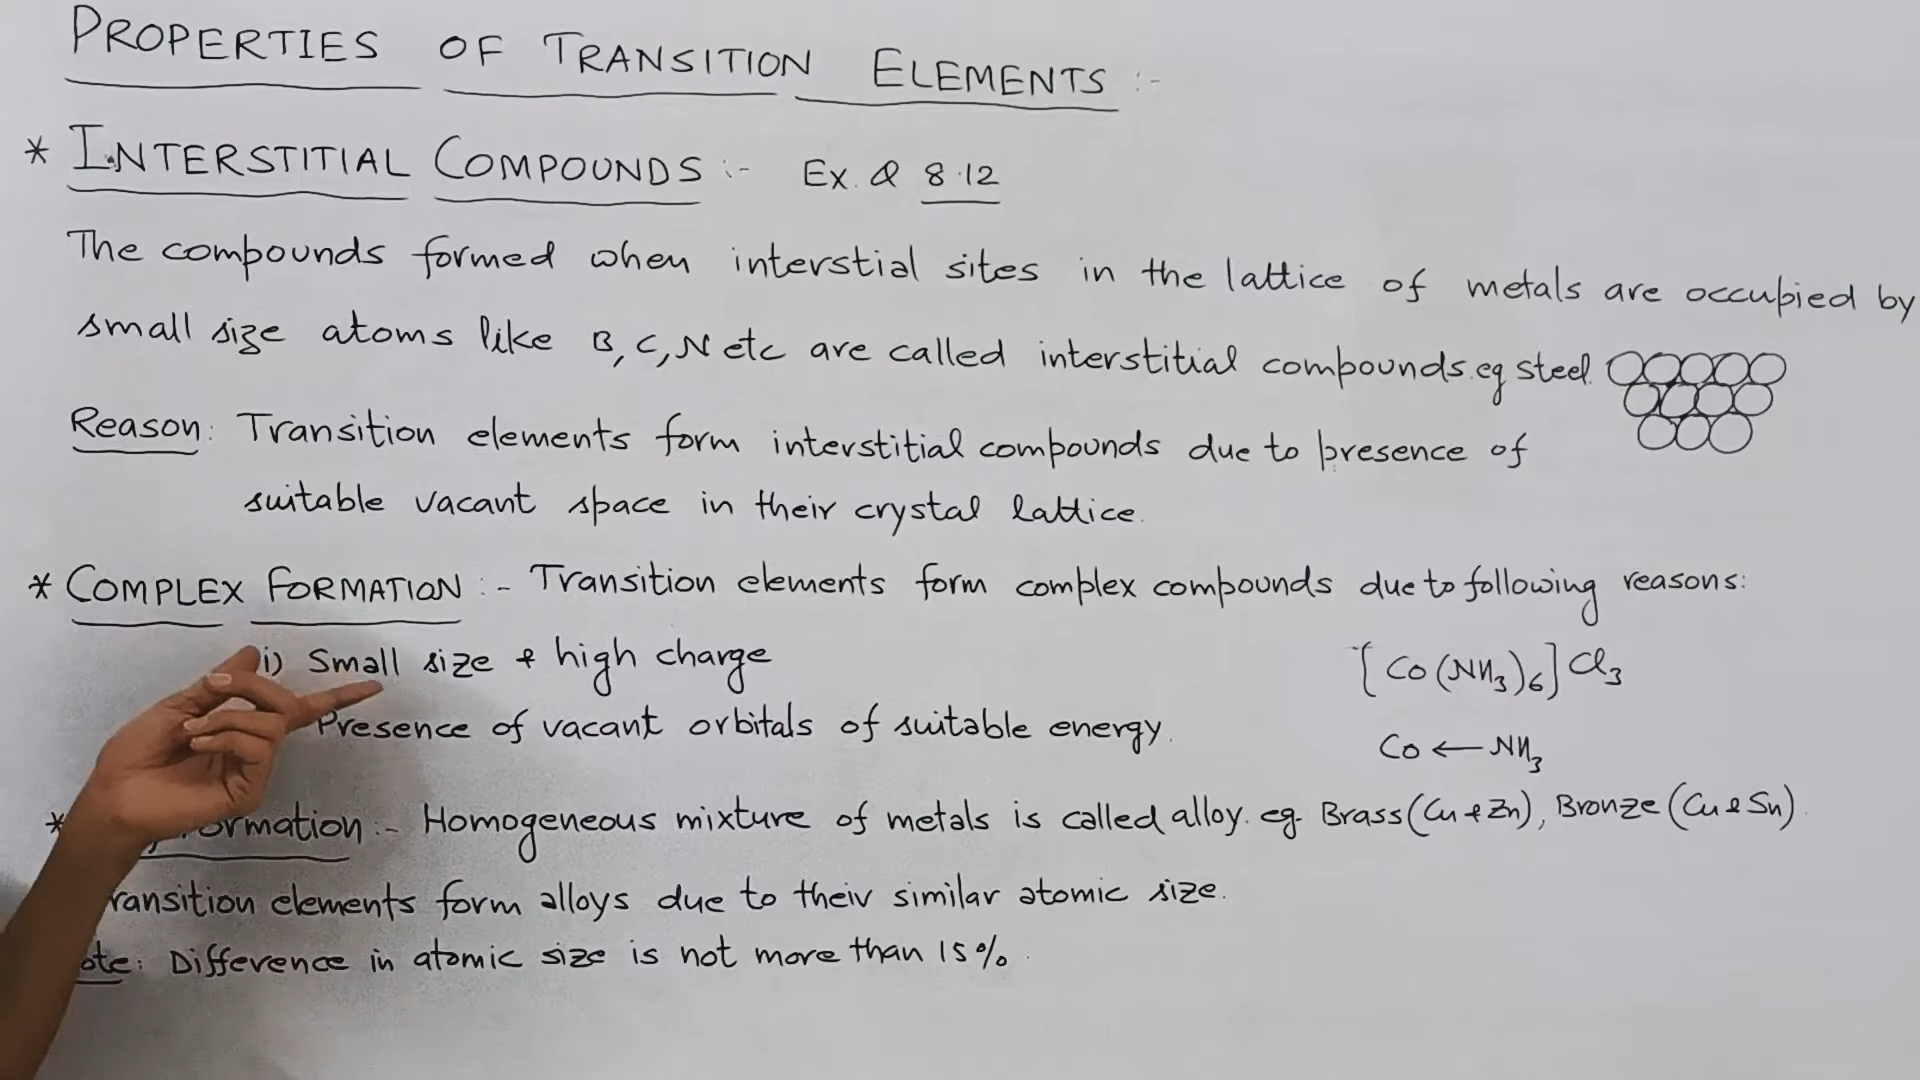 PROPERTIES OF TRANSITION ELEMENTS :-
* INTERSTITIAL COMPOUNDS :- Ex. Q 8.12
The compounds formed when interstial sites in the lattice of metals are occupied by
small size atoms like B, C, N etc are called interstitial compounds. eg steel.
Reason: Transition elements form interstitial compounds due to presence of
suitable vacant space in their crystal lattice.
* COMPLEX FORMATION :- Transition elements form complex compounds due to following reasons:
i) Small size & high charge
Presence of vacant orbitals of suitable energy.
[Co(NH₃)₆]Cl₃
Co ← NH₃
* formation :- Homogeneous mixture of metals is called alloy. eg. Brass (Cu & Zn), Bronze (Cu & Sn).
ransition elements form alloys due to their similar atomic size.
ote: Difference in atomic size is not more than 15%.